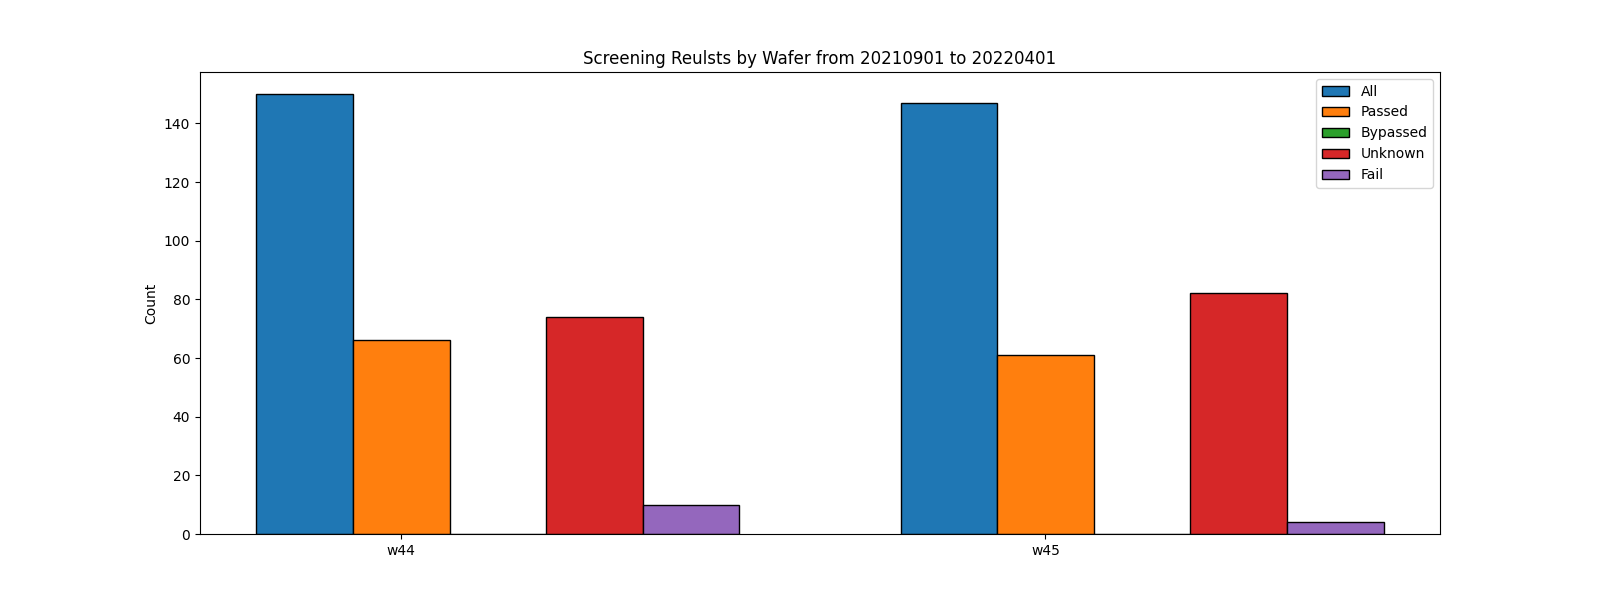 Screening Reulsts by Wafer from 20210901 to 20220401
All
Passed
Bypassed
Unknown
Fail
Count
140
120
100
80
60
40
20
0
w44
w45